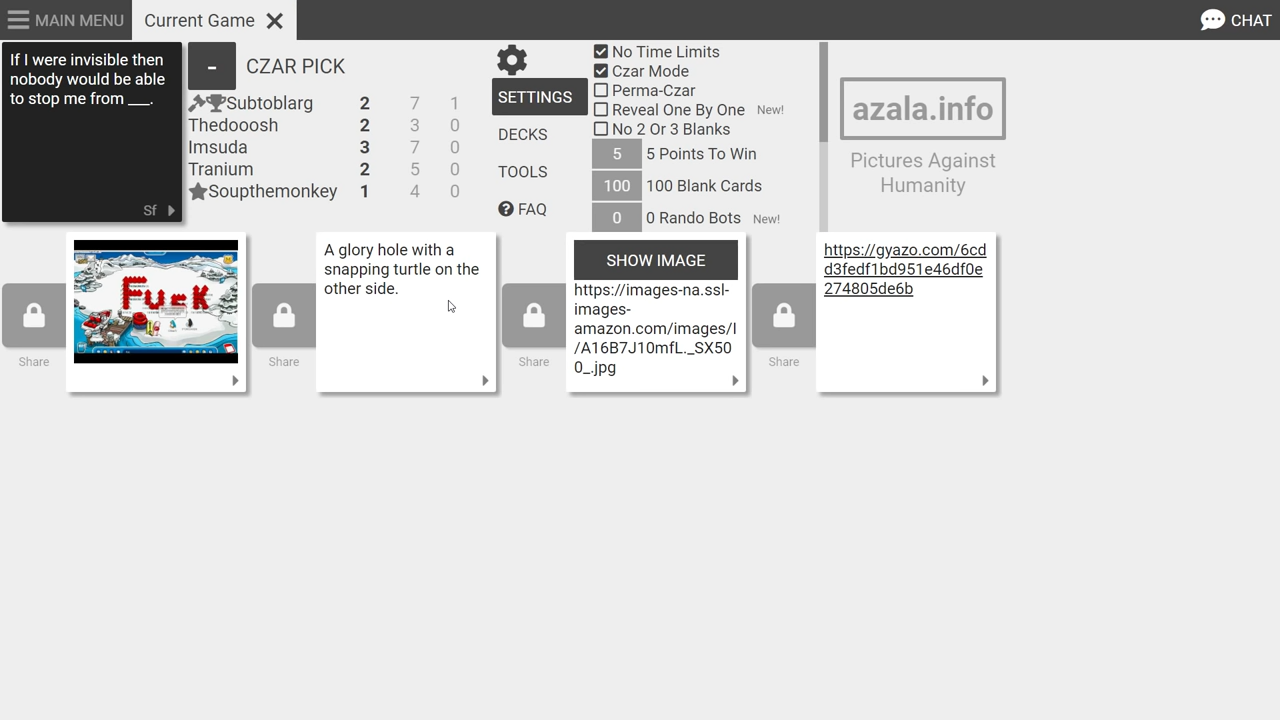 MAIN MENU
Current Game
CHAT
If I were invisible then
nobody would be able
to stop me from ___.
Sf
-
CZAR PICK
Subtoblarg 2 7 1
Thedooosh 2 3 0
Imsuda 3 7 0
Tranium 2 5 0
Soupthemonkey 1 4 0
SETTINGS
DECKS
TOOLS
FAQ
No Time Limits
Czar Mode
Perma-Czar
Reveal One By One New!
No 2 Or 3 Blanks
5 5 Points To Win
100 100 Blank Cards
0 0 Rando Bots New!
azala.info
Pictures Against
Humanity
Share
Fuck
Share
A glory hole with a
snapping turtle on the
other side.
Share
SHOW IMAGE
https://images-na.ssl-
images-
amazon.com/images/I
/A16B7J10mfL._SX50
0_.jpg
Share
https://gyazo.com/6cd
d3fedf1bd951e46df0e
274805de6b